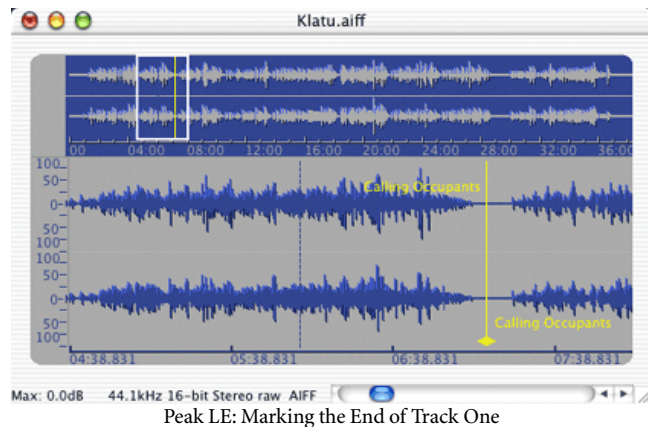 Klatu.aiff
00 04:00 08:00 12:00 16:00 20:00 24:00 28:00 32:00 36:00
100
50
0
50
100
Calling Occupants
100
50
0
50
100
Calling Occupants
04:38.831 05:38.831 06:38.831 07:38.831
Max: 0.0dB 44.1kHz 16-bit Stereo raw AIFF
Peak LE: Marking the End of Track One